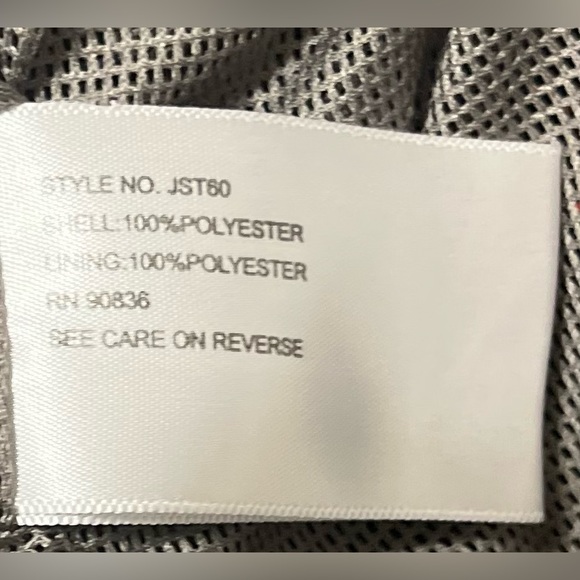 STYLE NO. JST60
SHELL:100%POLYESTER
LINING:100%POLYESTER
RN 90836
SEE CARE ON REVERSE